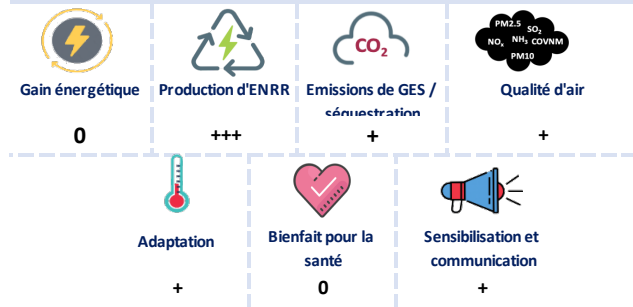 CO₂
PM2.5
SO₂
NOₓ
NH₃
COVNM
PM10
Gain énergétique
Production d'ENRR
Emissions de GES /
séquestration
Qualité d'air
0
+++
+
+
Adaptation
Bienfait pour la
santé
Sensibilisation et
communication
+
0
+